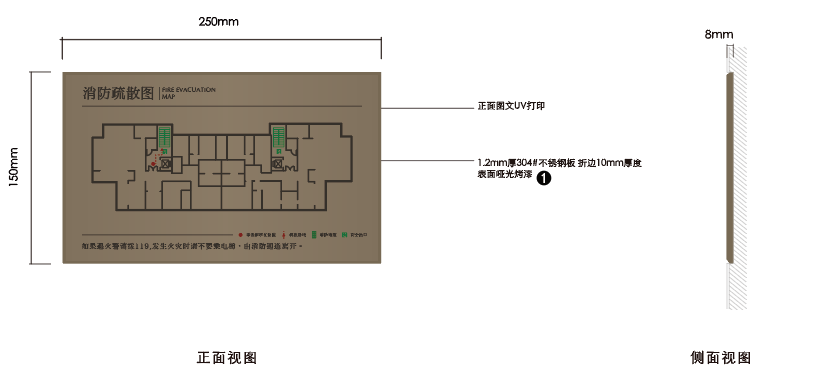 250mm
8mm
150mm
消防疏散图
FIRE EVACUATION
MAP
正面图文UV打印
1.2mm厚304#不锈钢板 折边10mm厚度
表面哑光烤漆 1
如果遇火警请拨119,发生火灾时请不要乘电梯，由消防通道离开。
正面视图
侧面视图